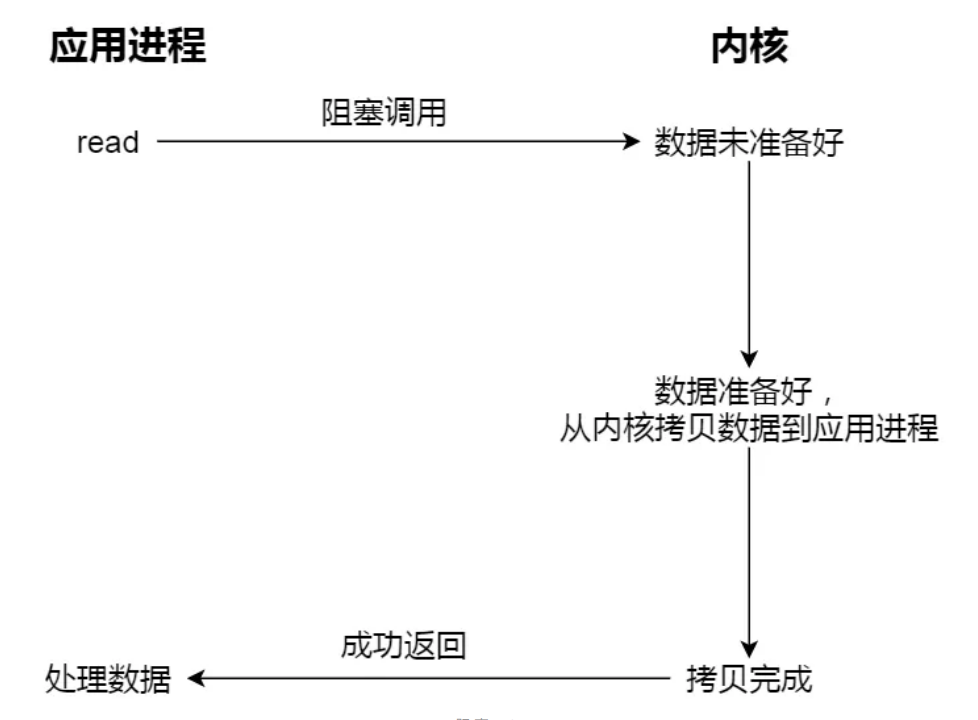 应用进程
内核
阻塞调用
read
数据未准备好
数据准备好，
从内核拷贝数据到应用进程
成功返回
处理数据
拷贝完成